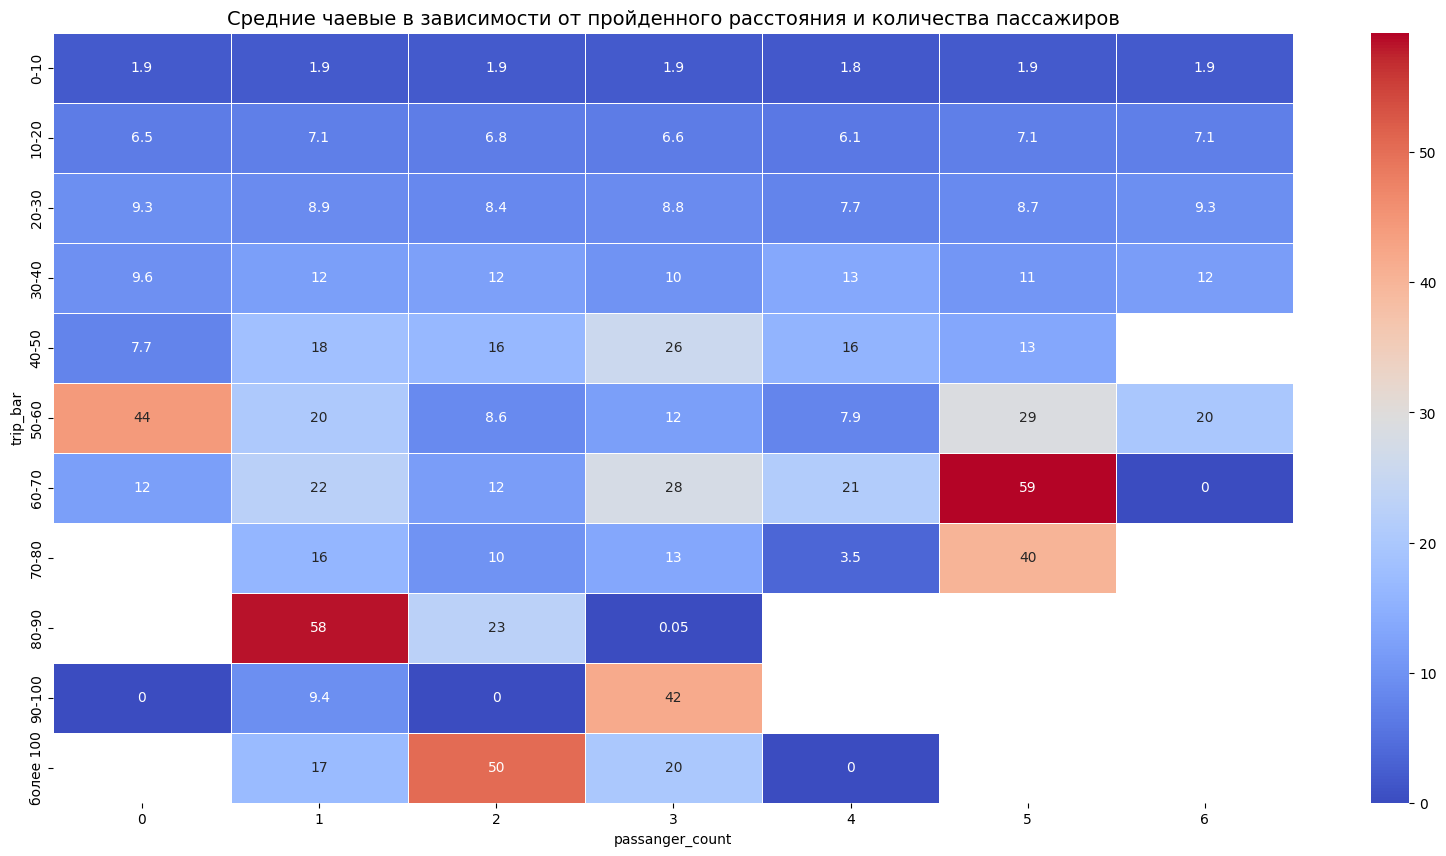 Средние чаевые в зависимости от пройденного расстояния и количества пассажиров
0-10 1.9 1.9 1.9 1.9 1.8 1.9 1.9
10-20 6.5 7.1 6.8 6.6 6.1 7.1 7.1
20-30 9.3 8.9 8.4 8.8 7.7 8.7 9.3
30-40 9.6 12 12 10 13 11 12
40-50 7.7 18 16 26 16 13
50-60 44 20 8.6 12 7.9 29 20
60-70 12 22 12 28 21 59 0
70-80 16 10 13 3.5 40
80-90 58 23 0.05
90-100 0 9.4 0 42
более 100 17 50 20 0
0 1 2 3 4 5 6
passanger_count
trip_bar
50
40
30
20
10
0